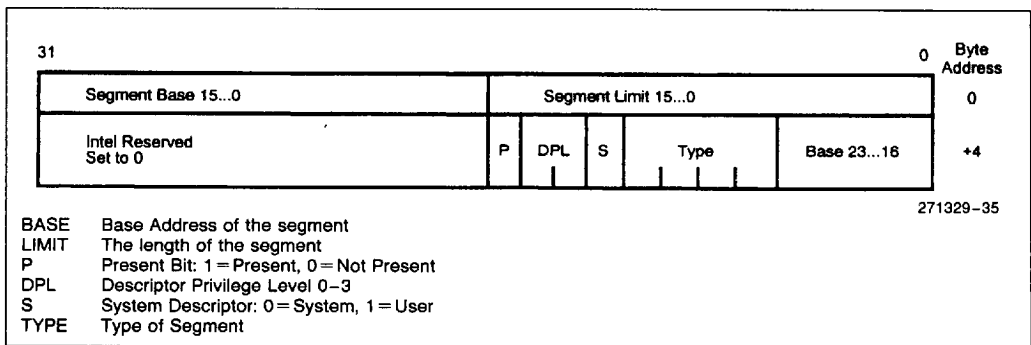 31 0 Byte Address
Segment Base 15...0 Segment Limit 15...0 0
Intel Reserved
Set to 0 P DPL S Type Base 23...16 +4
271329-35
BASE Base Address of the segment
LIMIT The length of the segment
P Present Bit: 1=Present, 0=Not Present
DPL Descriptor Privilege Level 0-3
S System Descriptor: 0=System, 1=User
TYPE Type of Segment